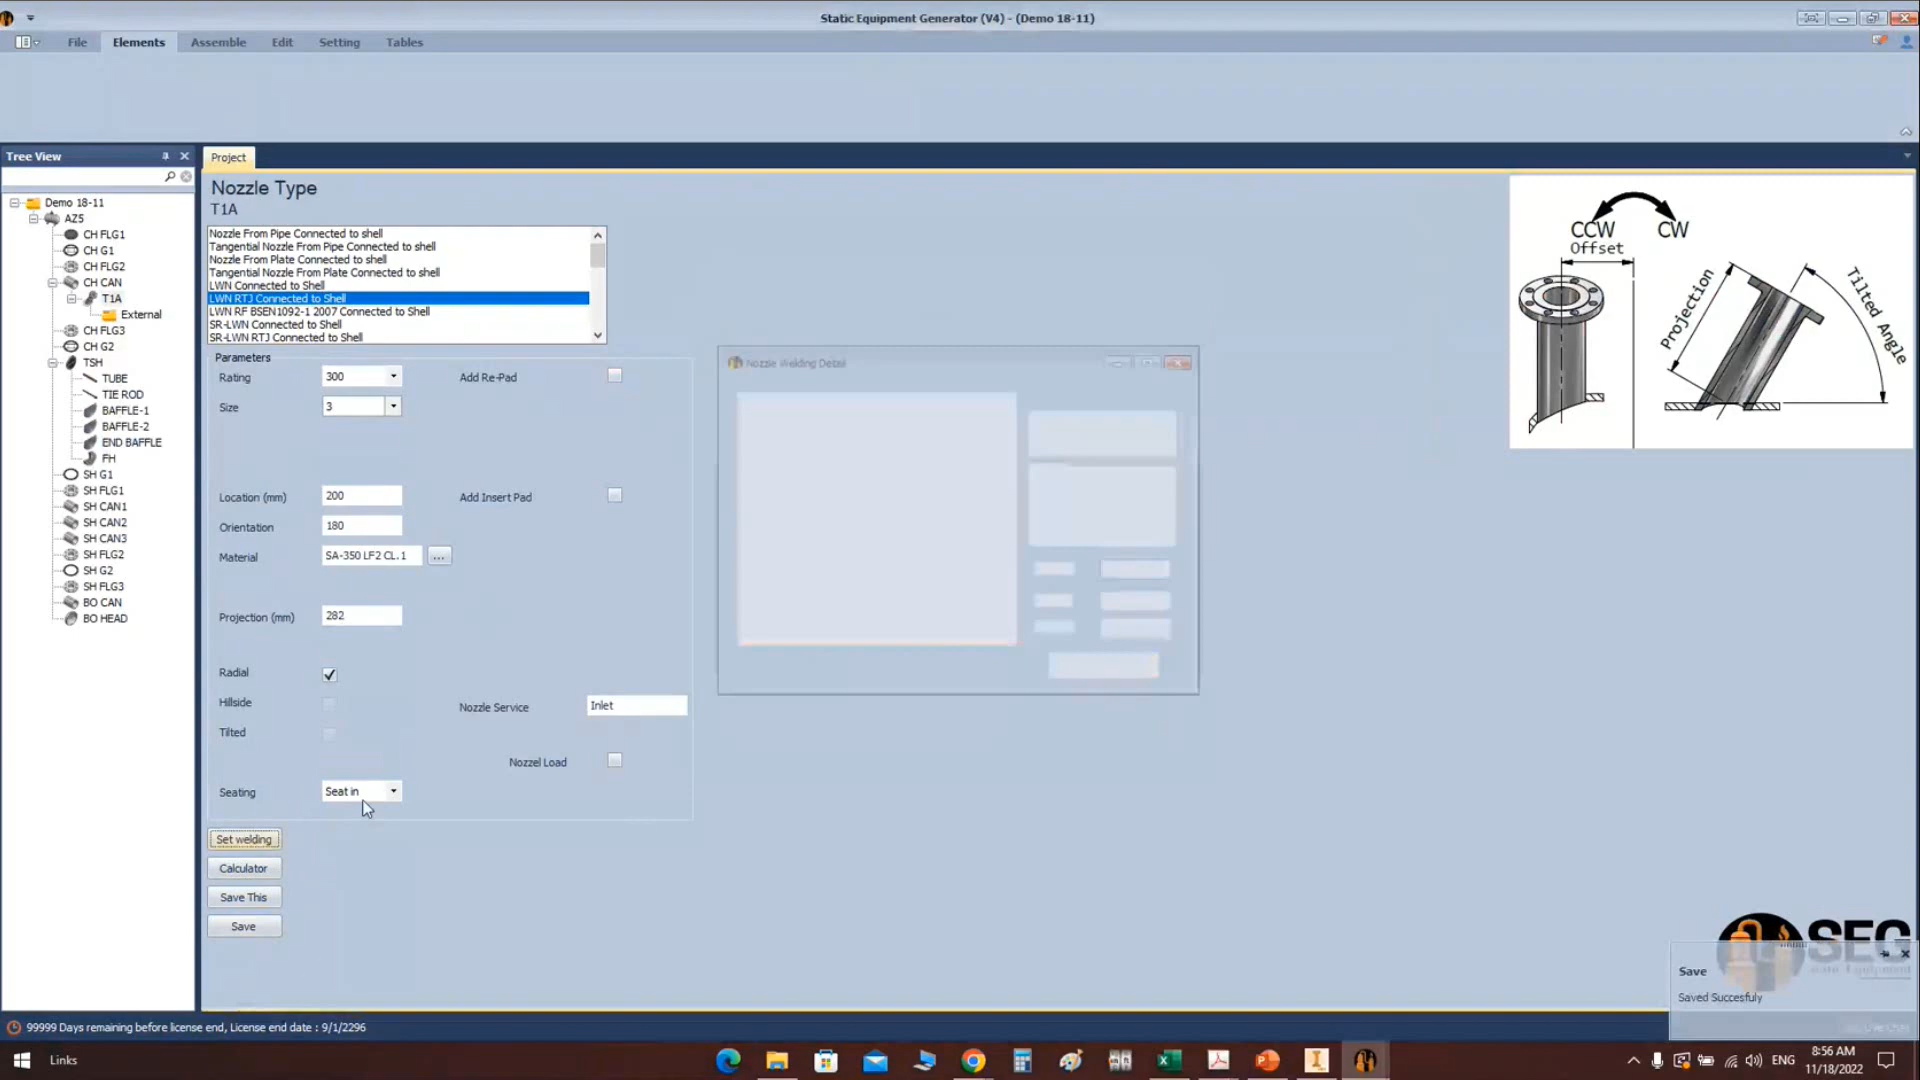 Static Equipment Generator (V4) - (Demo 18-11)
File
Elements
Assemble
Edit
Setting
Tables
Tree View
Project
Demo 18-11
AZ5
CH FLG1
CH G1
CH FLG2
CH CAN
T1A
External
CH FLG3
CH G2
TSH
TUBE
TIE ROD
BAFFLE-1
BAFFLE-2
END BAFFLE
FH
SH G1
SH FLG1
SH CAN1
SH CAN2
SH CAN3
SH FLG2
SH G2
SH FLG3
BO CAN
BO HEAD
Nozzle Type
T1A
Nozzle From Pipe Connected to shell
Tangential Nozzle From Pipe Connected to shell
Nozzle From Plate Connected to shell
Tangential Nozzle From Plate Connected to shell
LWN Connected to Shell
LWN RTJ Connected to Shell
LWN RF BSEN1092-1 2007 Connected to Shell
SR-LWN Connected to Shell
SR-LWN RTJ Connected to Shell
Parameters
Rating 300 Add Re-Pad
Size 3
Location (mm) 200 Add Insert Pad
Orientation 180
Material SA-350 LF2 CL.1 ...
Projection (mm) 282
Radial
Hillside
Nozzle Service Inlet
Tilted
Nozzel Load
Seating Seat in
Set welding
Calculator
Save This
Save
Nozzle Welding Detail
CCW CW
Offset
Projection
Tilted Angle
SEG
Save
Saved Succesfuly
99999 Days remaining before license end, License end date : 9/1/2296
Links
ENG
8:56 AM
11/18/2022